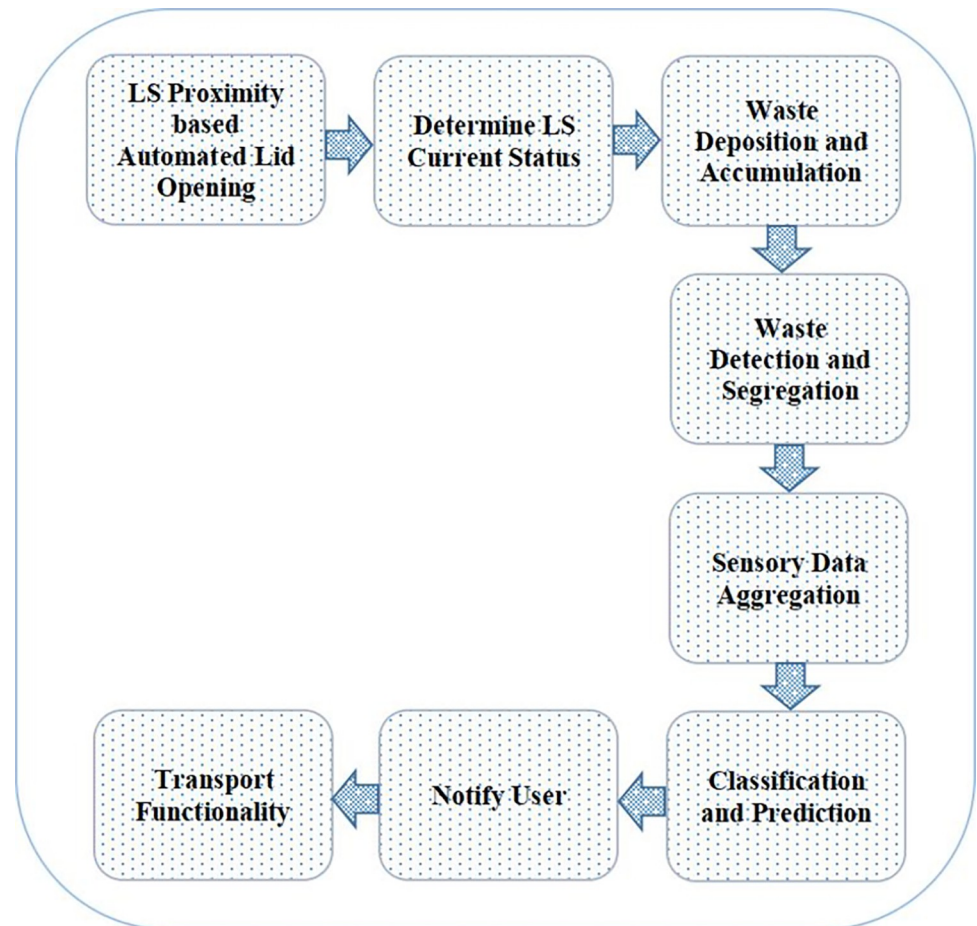 LS Proximity
based
Automated Lid
Opening
Determine LS
Current Status
Waste
Deposition and
Accumulation
Waste
Detection and
Segregation
Sensory Data
Aggregation
Classification
and Prediction
Notify User
Transport
Functionality